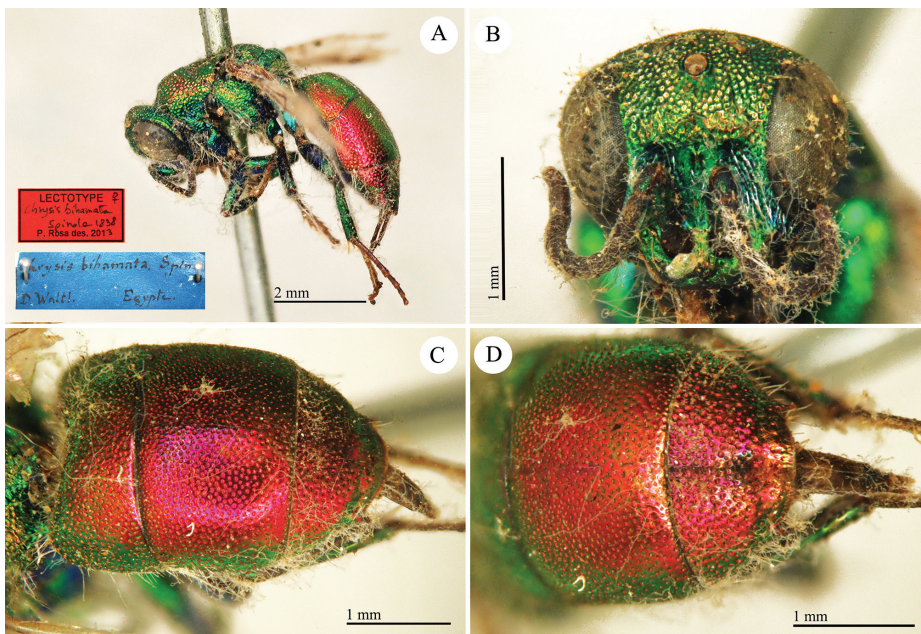 A
B
LECTOTYPE ♀
Chrysis bihamata
Spinola 1838
P. Rosa des. 2013
Chrysis bihamata Spin
D. Waltl. Egypte.
2 mm
1 mm
C
D
1 mm
1 mm